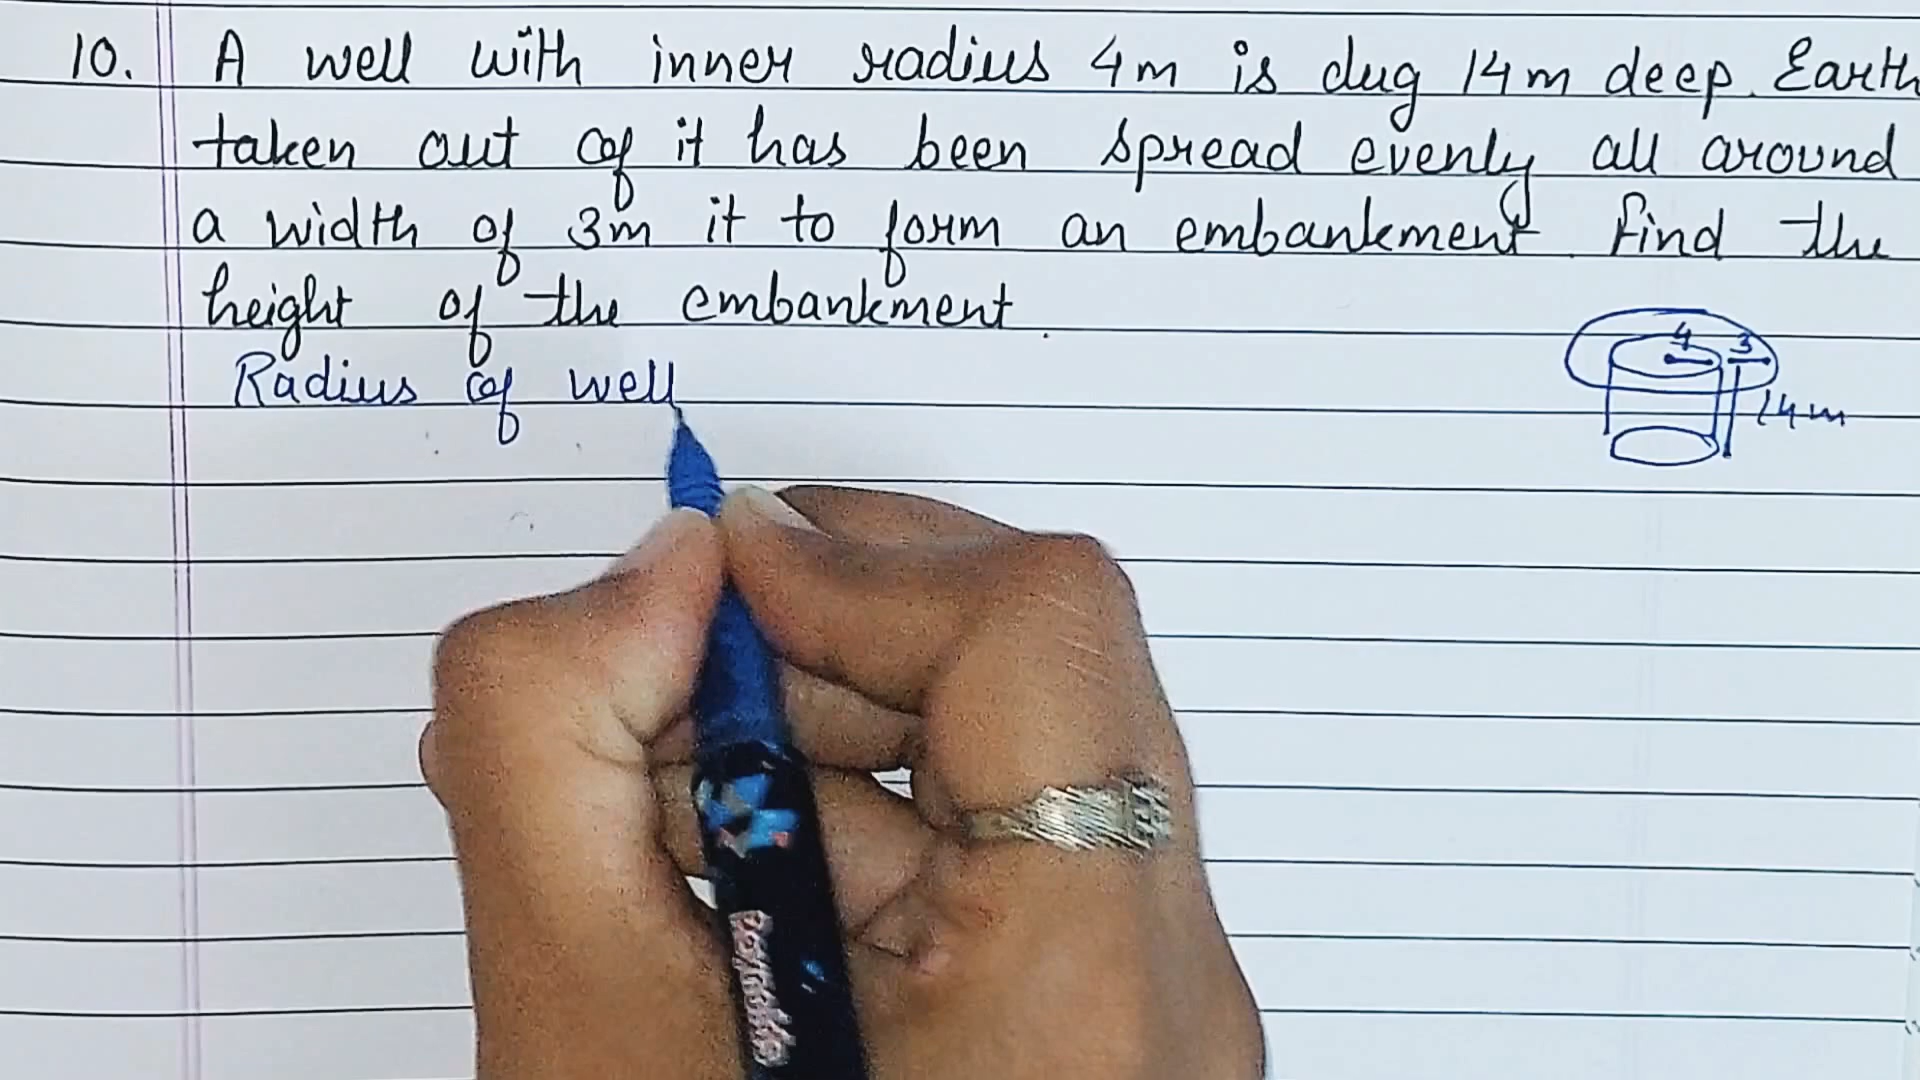 10. A well with inner radius 4m is dug 14m deep. Earth
taken out of it has been spread evenly all around
a width of 3m it to form an embankment. Find the
height of the embankment.
4 3
14m
Radius of well